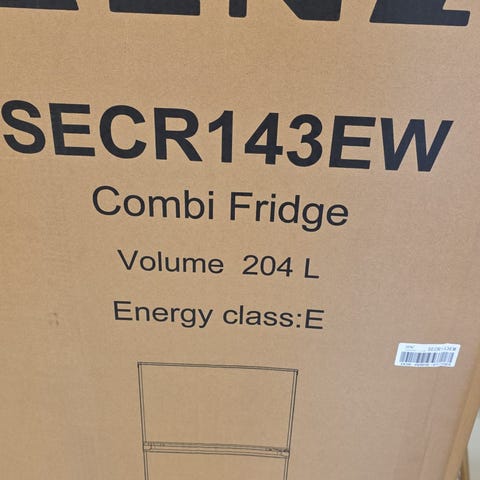 SECR143EW
Combi Fridge
Volume 204 L
Energy class:E